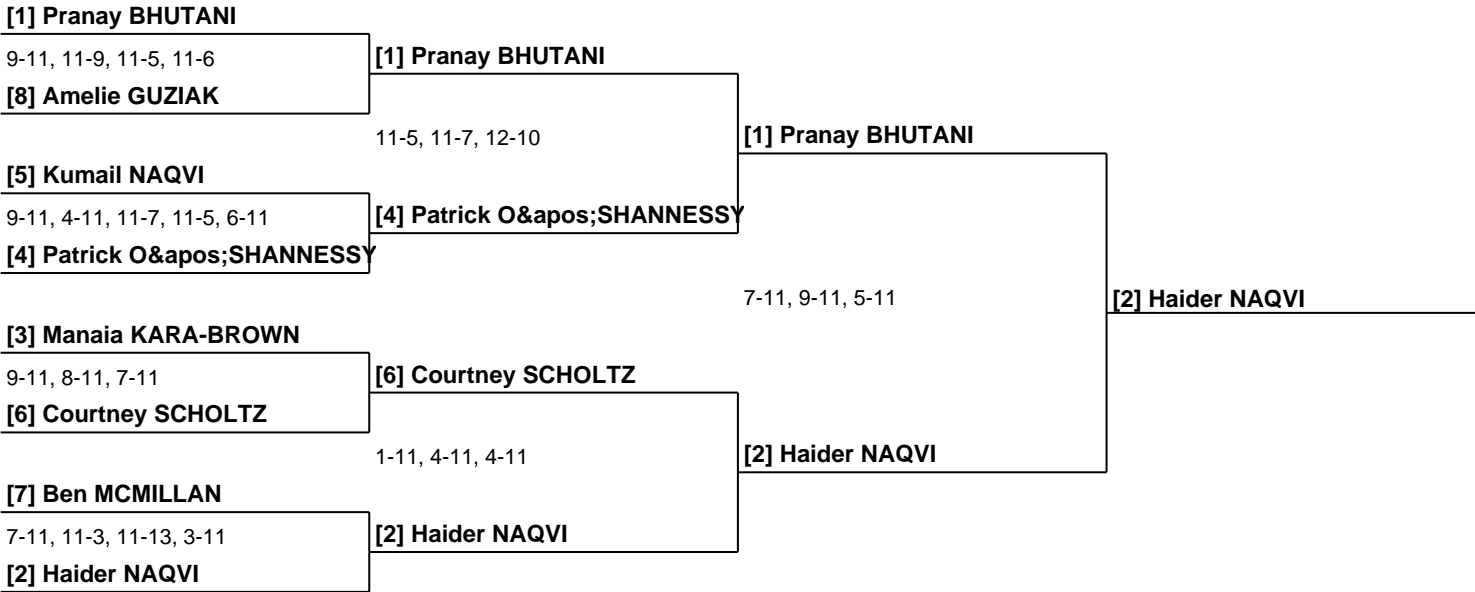 [1] Pranay BHUTANI
9-11, 11-9, 11-5, 11-6
[8] Amelie GUZIAK
[1] Pranay BHUTANI
11-5, 11-7, 12-10
[5] Kumail NAQVI
9-11, 4-11, 11-7, 11-5, 6-11
[4] Patrick O&apos;SHANNESSY
[4] Patrick O&apos;SHANNESSY
[1] Pranay BHUTANI
7-11, 9-11, 5-11
[2] Haider NAQVI
[3] Manaia KARA-BROWN
9-11, 8-11, 7-11
[6] Courtney SCHOLTZ
[6] Courtney SCHOLTZ
1-11, 4-11, 4-11
[2] Haider NAQVI
[7] Ben MCMILLAN
7-11, 11-3, 11-13, 3-11
[2] Haider NAQVI
[2] Haider NAQVI